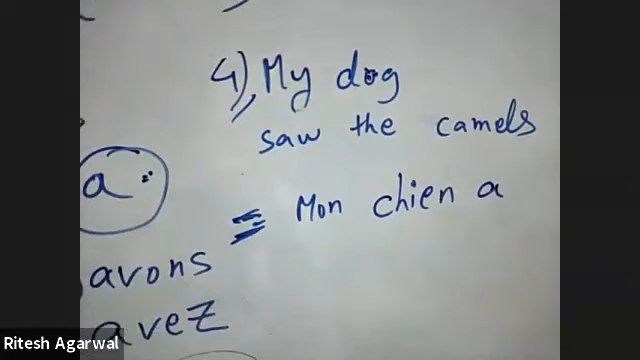 4), My dog
saw the camels
a
= Mon chien a
avons
avez
Ritesh Agarwal